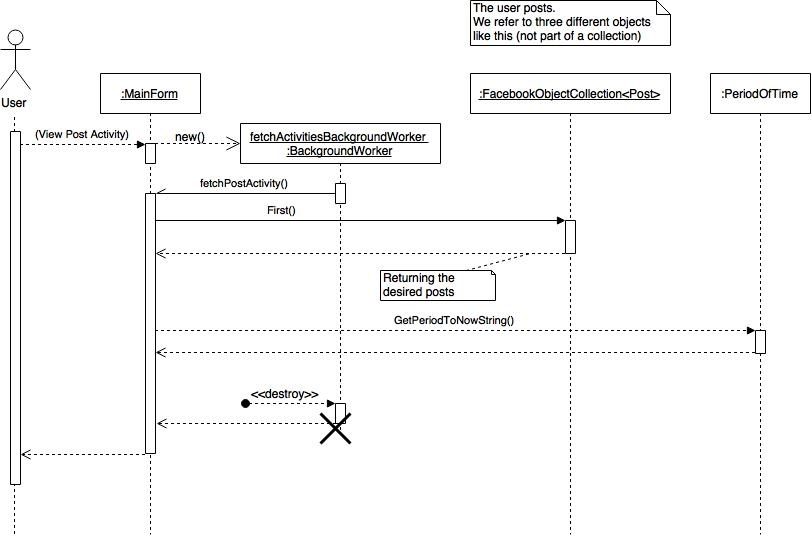 The user posts.
We refer to three different objects
like this (not part of a collection)
User
:MainForm
:FacebookObjectCollection<Post>
:PeriodOfTime
(View Post Activity)
new()
fetchActivitiesBackgroundWorker
:BackgroundWorker
fetchPostActivity()
First()
Returning the
desired posts
GetPeriodToNowString()
<<destroy>>